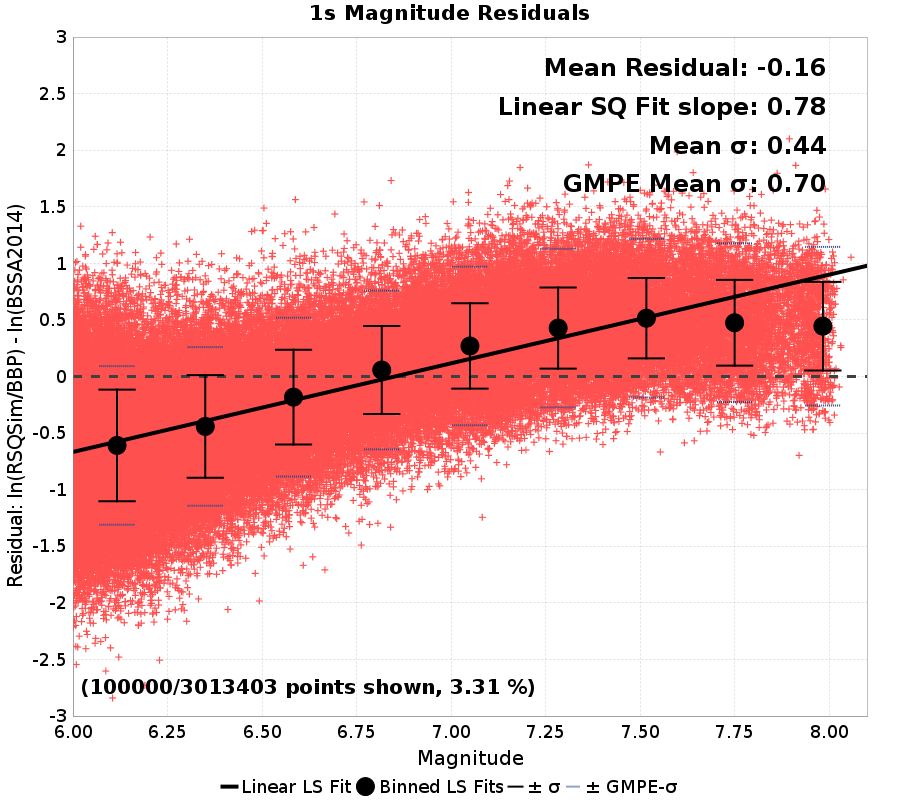 1s Magnitude Residuals
Mean Residual: -0.16
Linear SQ Fit slope: 0.78
Mean σ: 0.44
GMPE Mean σ: 0.70
Residual: ln(RSQSim/BBP) - ln(BSSA2014)
3
2.5
2
1.5
1
0.5
0
-0.5
-1
-1.5
-2
-2.5
-3
(100000/3013403 points shown, 3.31 %)
6.00 6.25 6.50 6.75 7.00 7.25 7.50 7.75 8.00
Magnitude
Linear LS Fit Binned LS Fits ± σ ± GMPE-σ